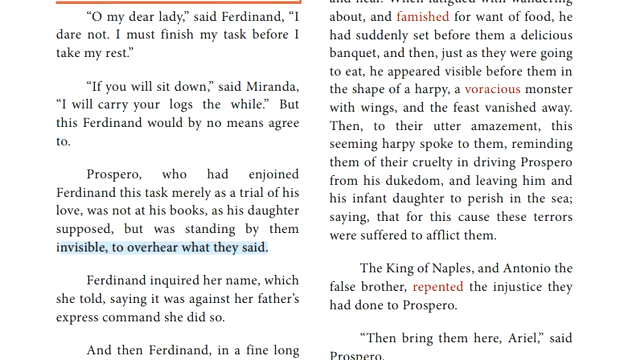 "O my dear lady," said Ferdinand, "I
dare not. I must finish my task before I
take my rest."
"If you will sit down," said Miranda,
"I will carry your logs the while." But
this Ferdinand would by no means agree
to.
Prospero, who had enjoined
Ferdinand this task merely as a trial of his
love, was not at his books, as his daughter
supposed, but was standing by them
invisible, to overhear what they said.
Ferdinand inquired her name, which
she told, saying it was against her father's
express command she did so.
And then Ferdinand, in a fine long
about, and famished for want of food, he
had suddenly set before them a delicious
banquet, and then, just as they were going
to eat, he appeared visible before them in
the shape of a harpy, a voracious monster
with wings, and the feast vanished away.
Then, to their utter amazement, this
seeming harpy spoke to them, reminding
them of their cruelty in driving Prospero
from his dukedom, and leaving him and
his infant daughter to perish in the sea;
saying, that for this cause these terrors
were suffered to afflict them.
The King of Naples, and Antonio the
false brother, repented the injustice they
had done to Prospero.
"Then bring them here, Ariel," said
Prospero.